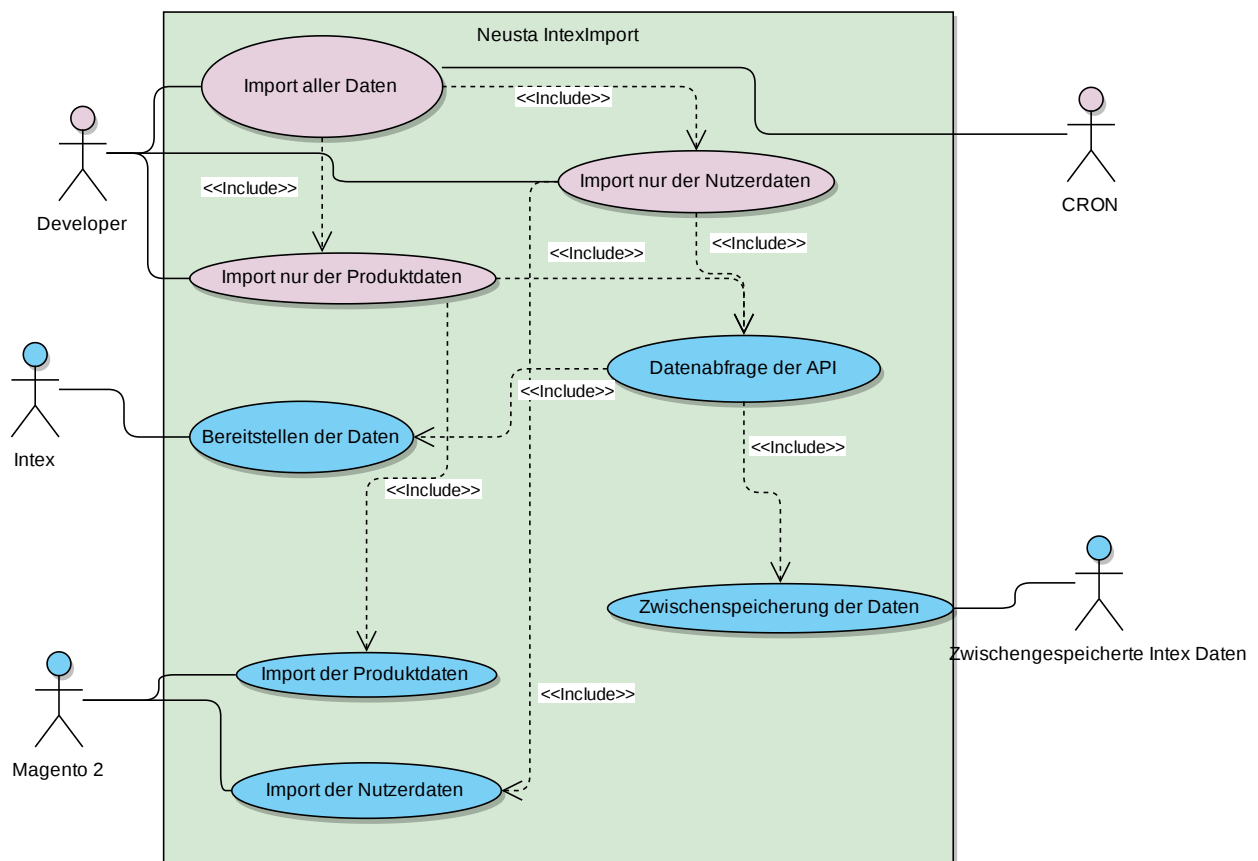 Neusta IntexImport
Import aller Daten
<<Include>>
Developer
CRON
Import nur der Nutzerdaten
<<Include>>
<<Include>>
<<Include>>
Import nur der Produktdaten
Intex
Datenabfrage der API
<<Include>>
Bereitstellen der Daten
<<Include>>
<<Include>>
Zwischenspeicherung der Daten
Zwischengespeicherte Intex Daten
Import der Produktdaten
<<Include>>
Magento 2
Import der Nutzerdaten